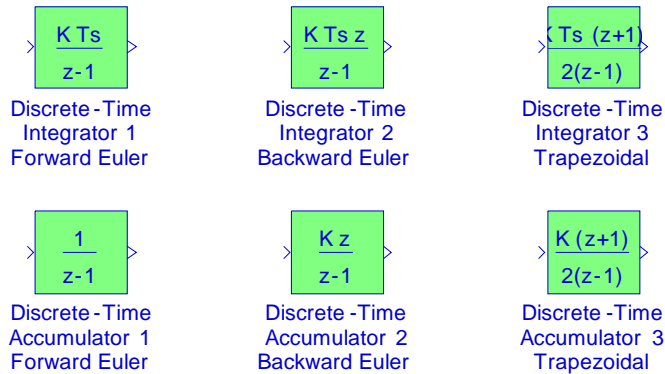 K Ts
z-1
Discrete-Time
Integrator 1
Forward Euler
K Ts z
z-1
Discrete-Time
Integrator 2
Backward Euler
K Ts (z+1)
2(z-1)
Discrete-Time
Integrator 3
Trapezoidal
1
z-1
Discrete-Time
Accumulator 1
Forward Euler
K z
z-1
Discrete-Time
Accumulator 2
Backward Euler
K (z+1)
2(z-1)
Discrete-Time
Accumulator 3
Trapezoidal